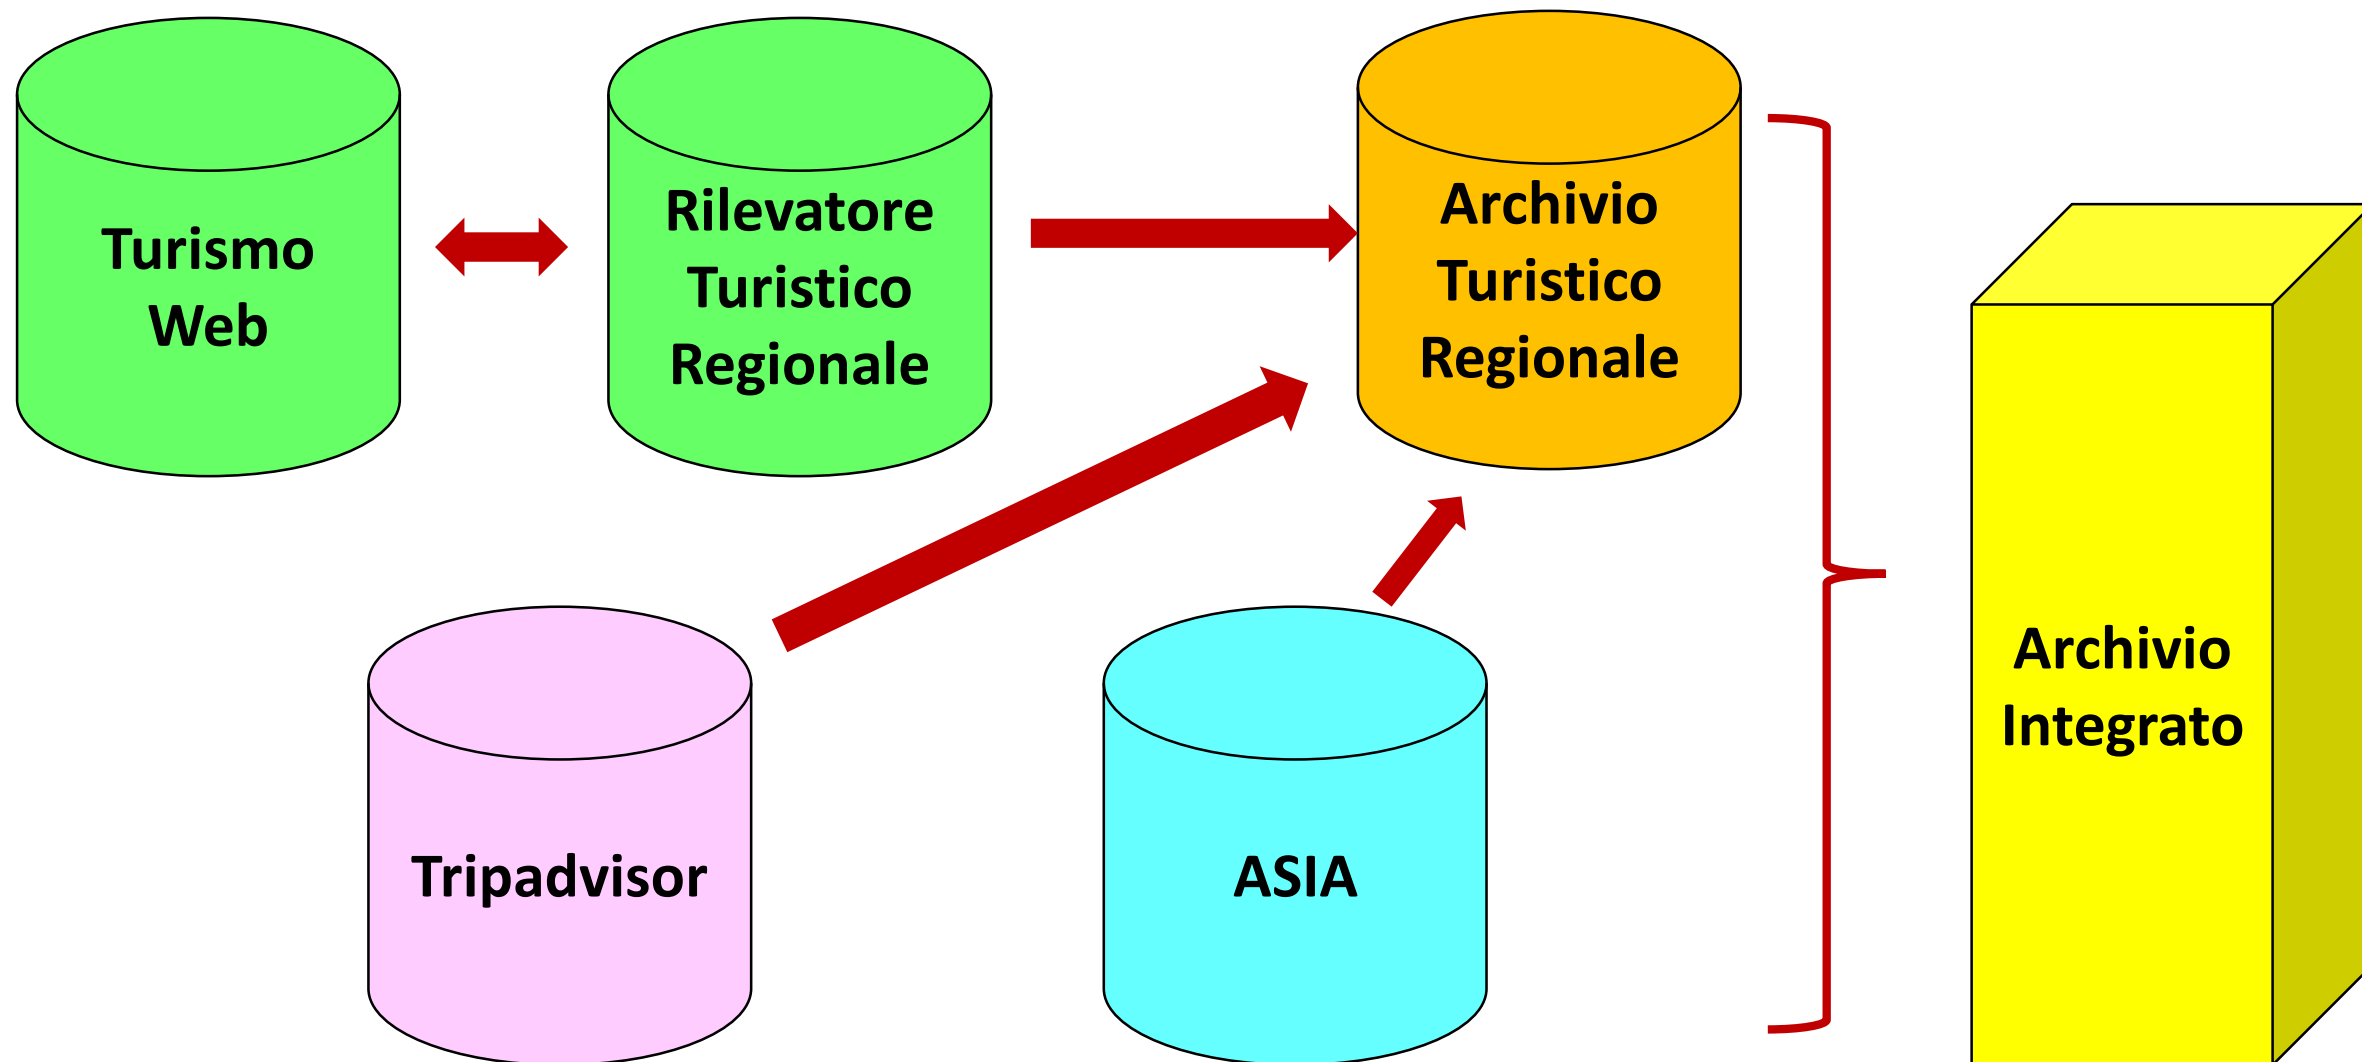 Turismo
Web
Rilevatore
Turistico
Regionale
Archivio
Turistico
Regionale
Tripadvisor
ASIA
Archivio
Integrato